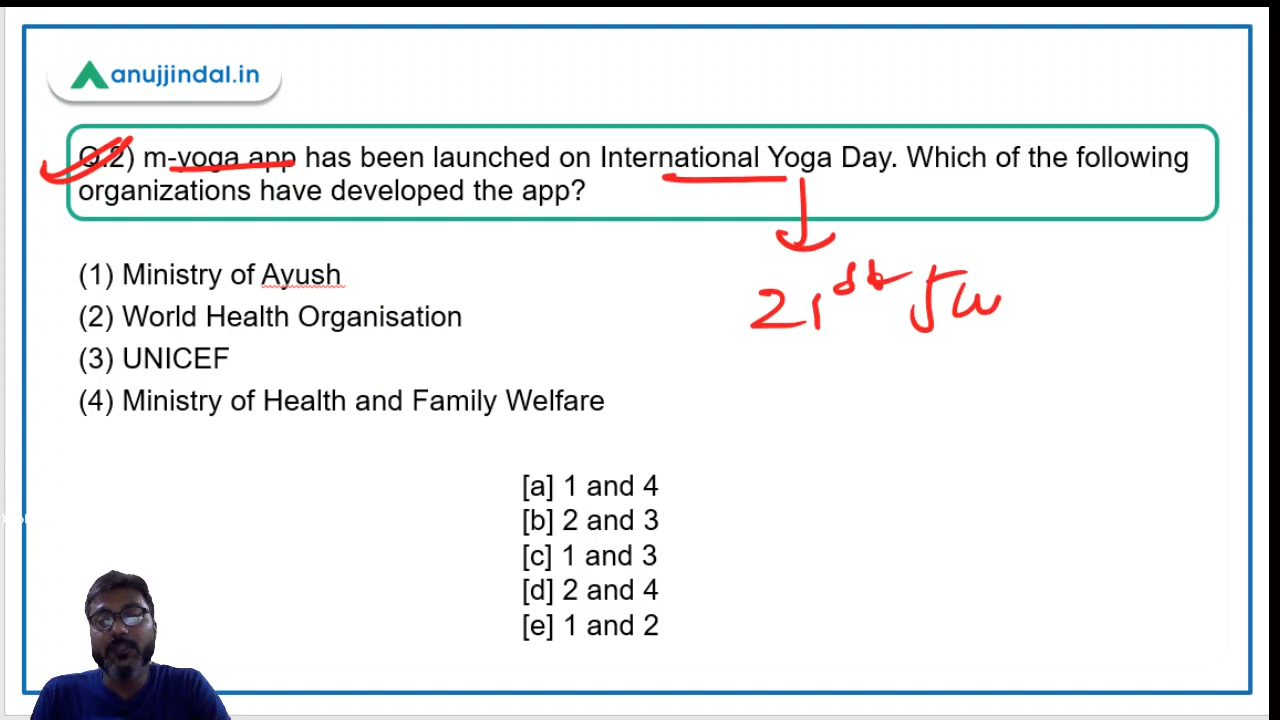 anujjindal.in
Q.2) m-yoga app has been launched on International Yoga Day. Which of the following
organizations have developed the app?
21st
(1) Ministry of Ayush
(2) World Health Organisation
(3) UNICEF
(4) Ministry of Health and Family Welfare
[a] 1 and 4
[b] 2 and 3
[c] 1 and 3
[d] 2 and 4
[e] 1 and 2